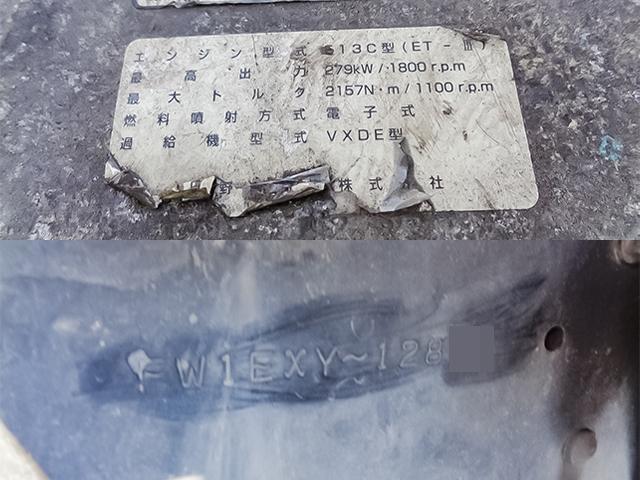 エンジン型式 E13C型(ET-Ⅲ)
最高出力 279kW/1800r.p.m
最大トルク 2157N・m/1100r.p.m
燃料噴射方式 電子式
過給機型式 VXDE型
野 株式 社
FW1EXY~128